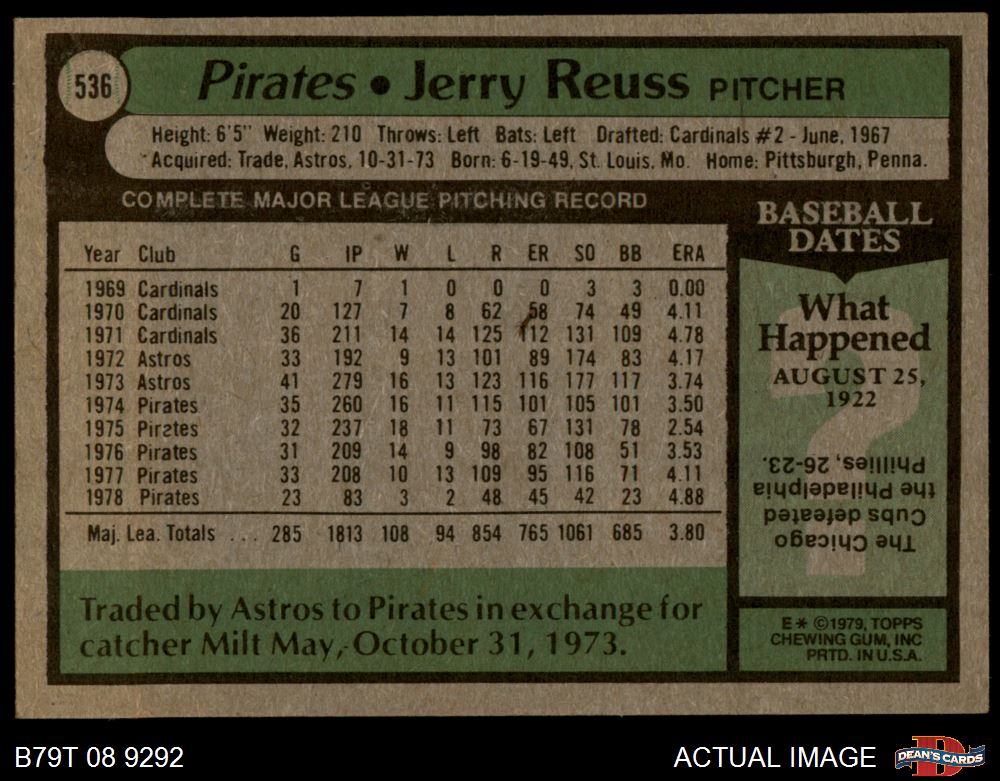 536
Pirates • Jerry Reuss PITCHER
Height: 6'5" Weight: 210 Throws: Left Bats: Left Drafted: Cardinals #2 - June, 1967
Acquired: Trade, Astros, 10-31-73 Born: 6-19-49, St. Louis, Mo. Home: Pittsburgh, Penna.
COMPLETE MAJOR LEAGUE PITCHING RECORD
Year Club G IP W L R ER SO BB ERA
1969 Cardinals 1 7 1 0 0 0 3 3 0.00
1970 Cardinals 20 127 7 8 62 58 74 49 4.11
1971 Cardinals 36 211 14 14 125 112 131 109 4.78
1972 Astros 33 192 9 13 101 89 174 83 4.17
1973 Astros 41 279 16 13 123 116 177 117 3.74
1974 Pirates 35 260 16 11 115 101 105 101 3.50
1975 Pirates 32 237 18 11 73 67 131 78 2.54
1976 Pirates 31 209 14 9 98 82 108 51 3.53
1977 Pirates 33 208 10 13 109 95 116 71 4.11
1978 Pirates 23 83 3 2 48 45 42 23 4.88
Maj. Lea. Totals ... 285 1813 108 94 854 765 1061 685 3.80
Traded by Astros to Pirates in exchange for
catcher Milt May, October 31, 1973.
BASEBALL
DATES
What
Happened
AUGUST 25,
1922
The Chicago
Cubs defeated
the Philadelphia
Phillies, 26-23.
E* ©1979, TOPPS
CHEWING GUM, INC
PRTD. IN U.S.A.
B79T 08 9292
ACTUAL IMAGE
DEAN'S CARDS